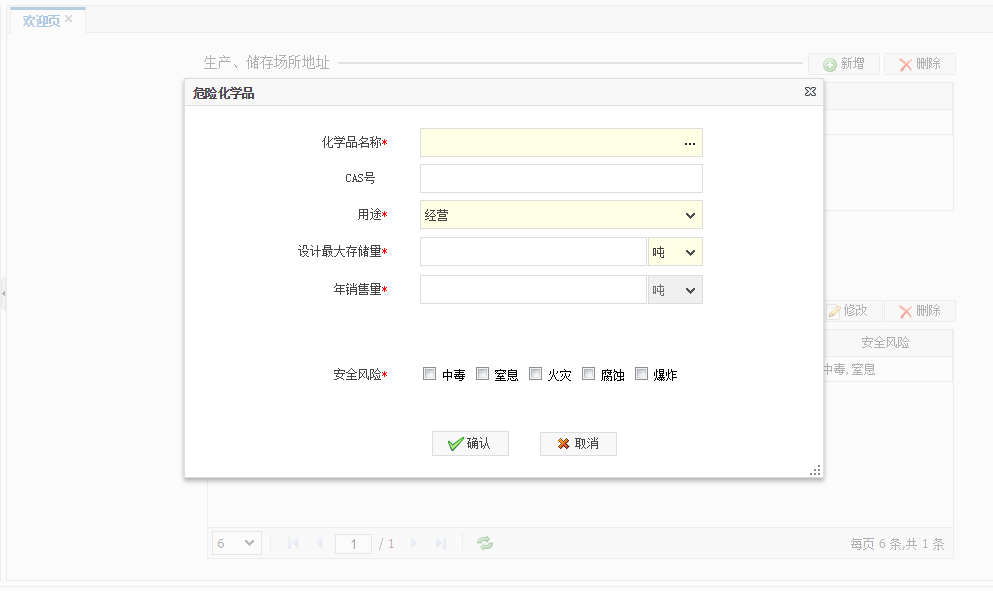 欢迎页
生产、储存场所地址
新增 删除
危险化学品
化学品名称* ...
CAS号
用途* 经营
设计最大存储量* 吨
年销售量* 吨
修改 删除
安全风险
中毒,窒息
安全风险* 中毒 窒息 火灾 腐蚀 爆炸
确认 取消
6 1 / 1 每页 6 条,共 1 条